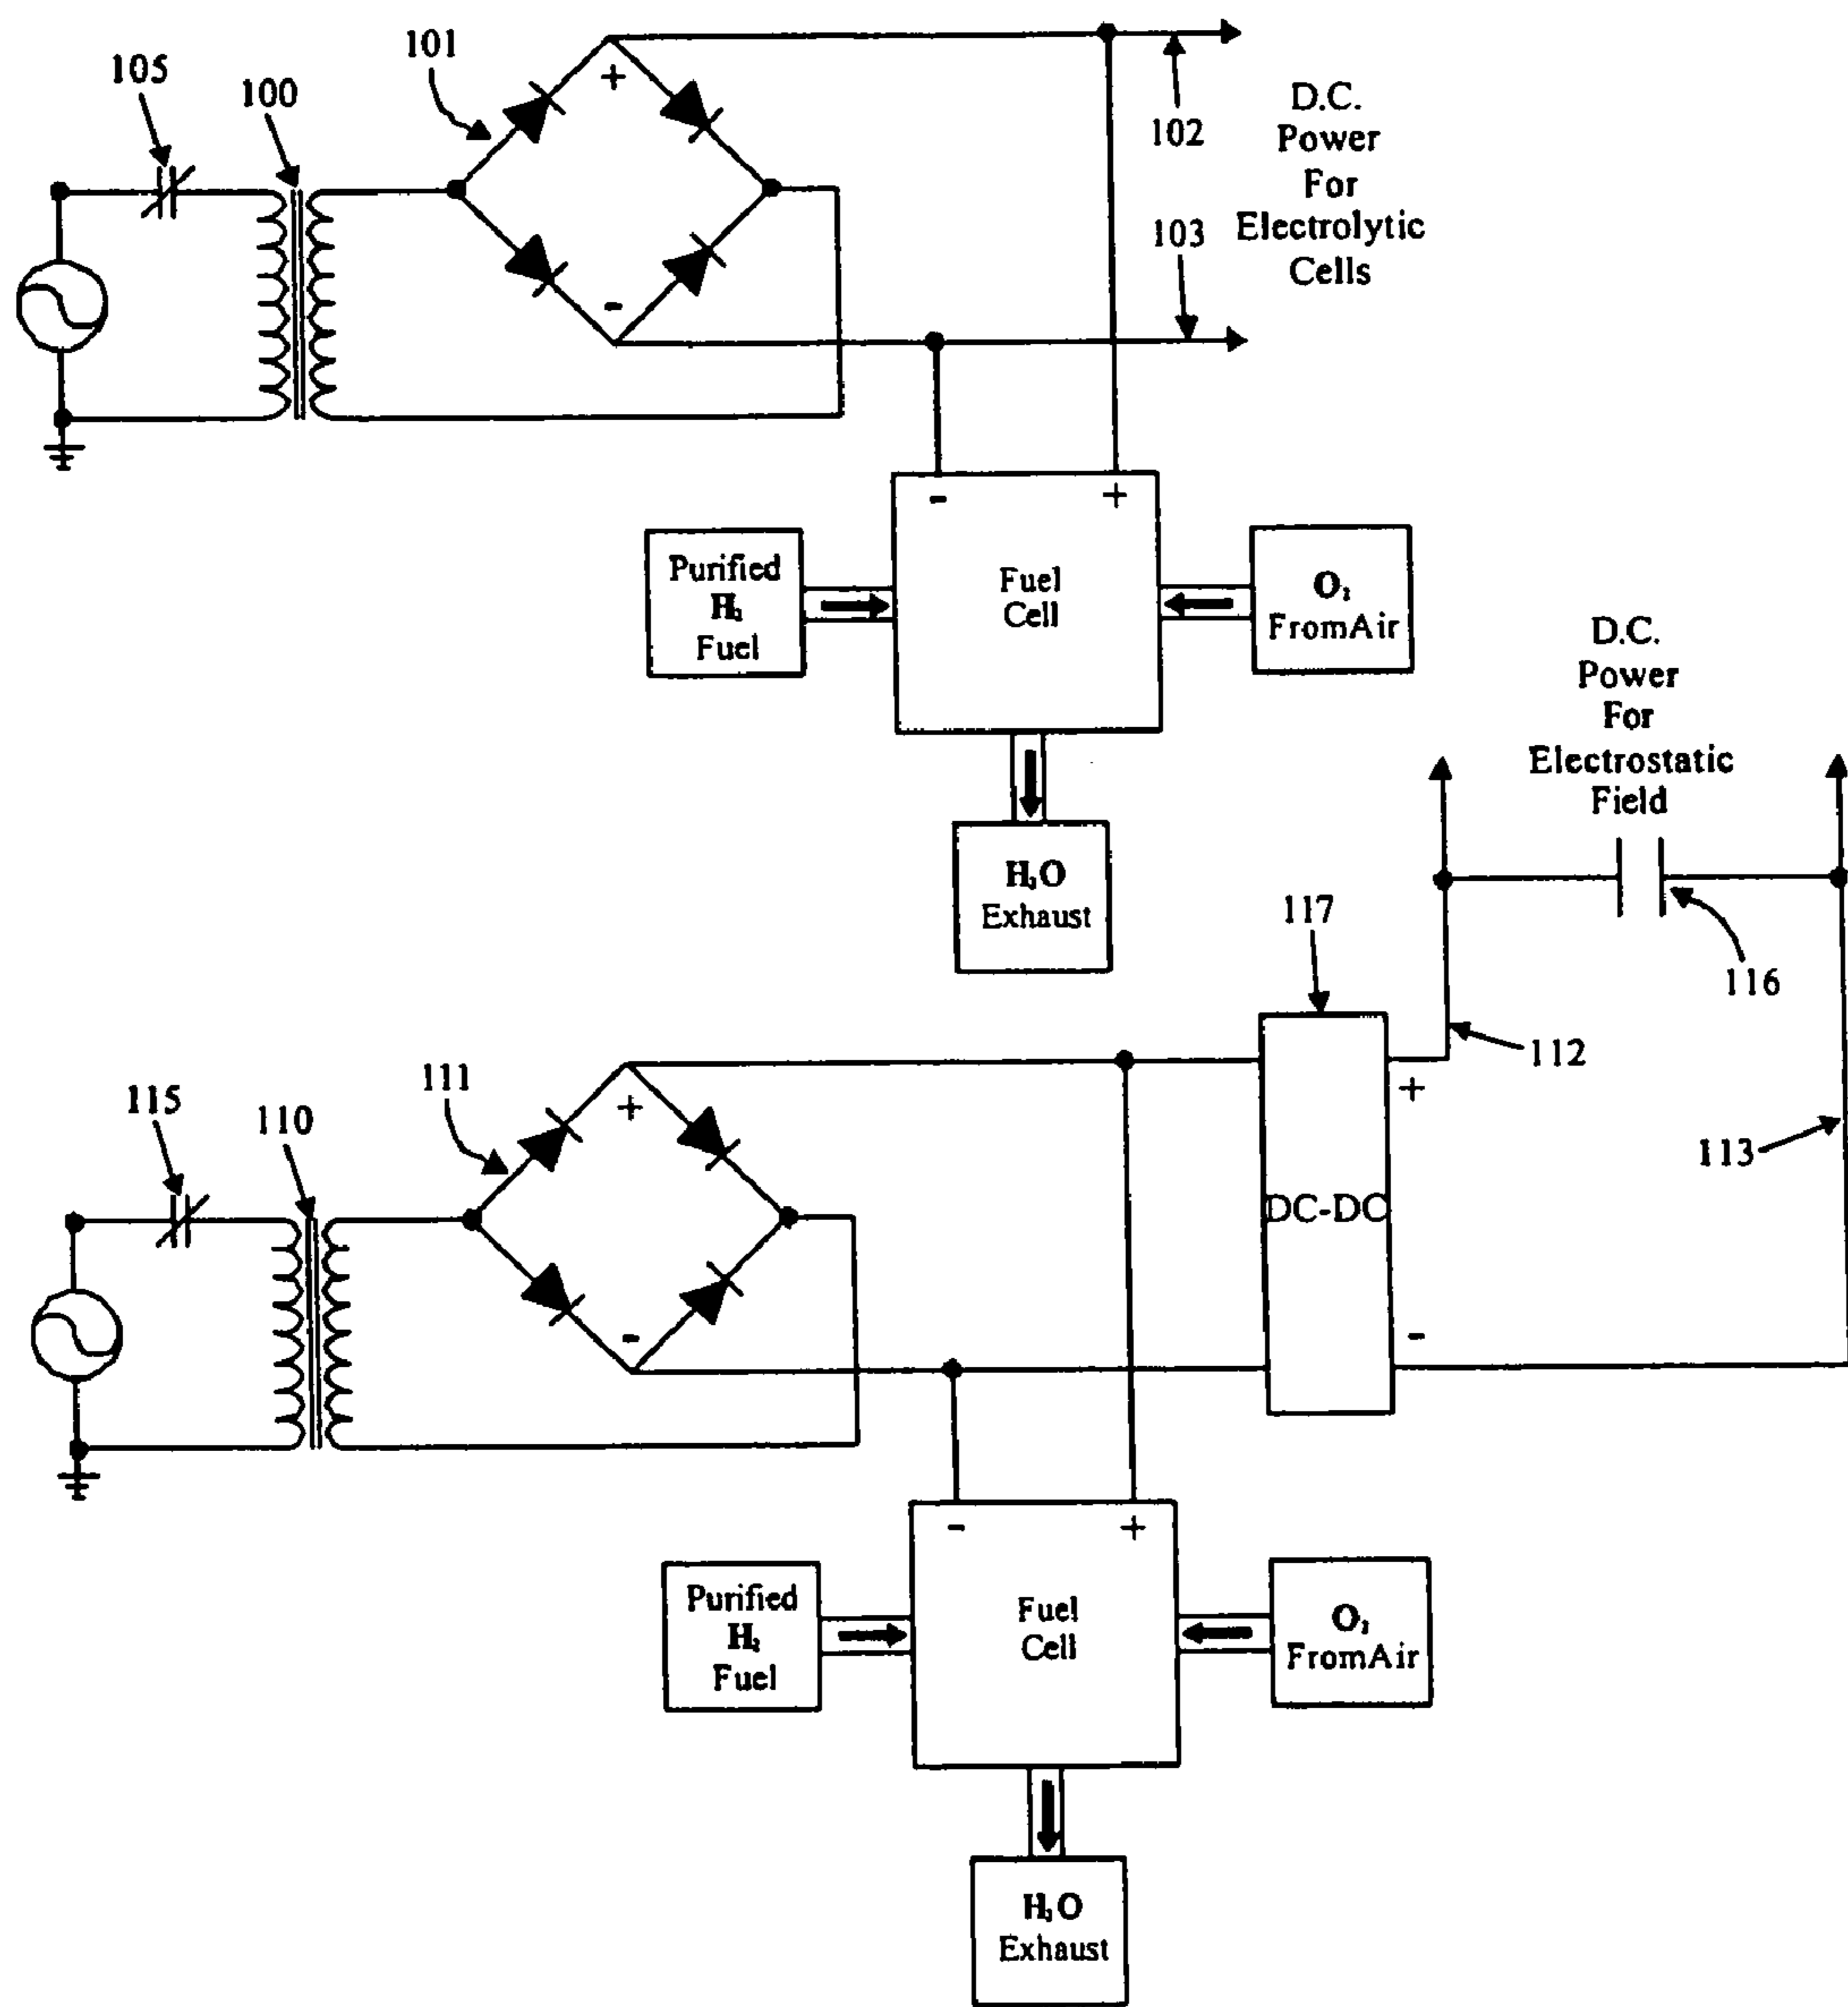 101
105
100
+
102
D.C.
Power
For
Electrolytic
Cells
103
-
-
+
Purified
H₂
Fuel
Fuel
Cell
O₂
FromAir
H₂O
Exhaust
D.C.
Power
For
Electrostatic
Field
117
116
112
+
111
+
115
110
113
DC-DC
-
-
-
+
Purified
H₂
Fuel
Fuel
Cell
O₂
FromAir
H₂O
Exhaust